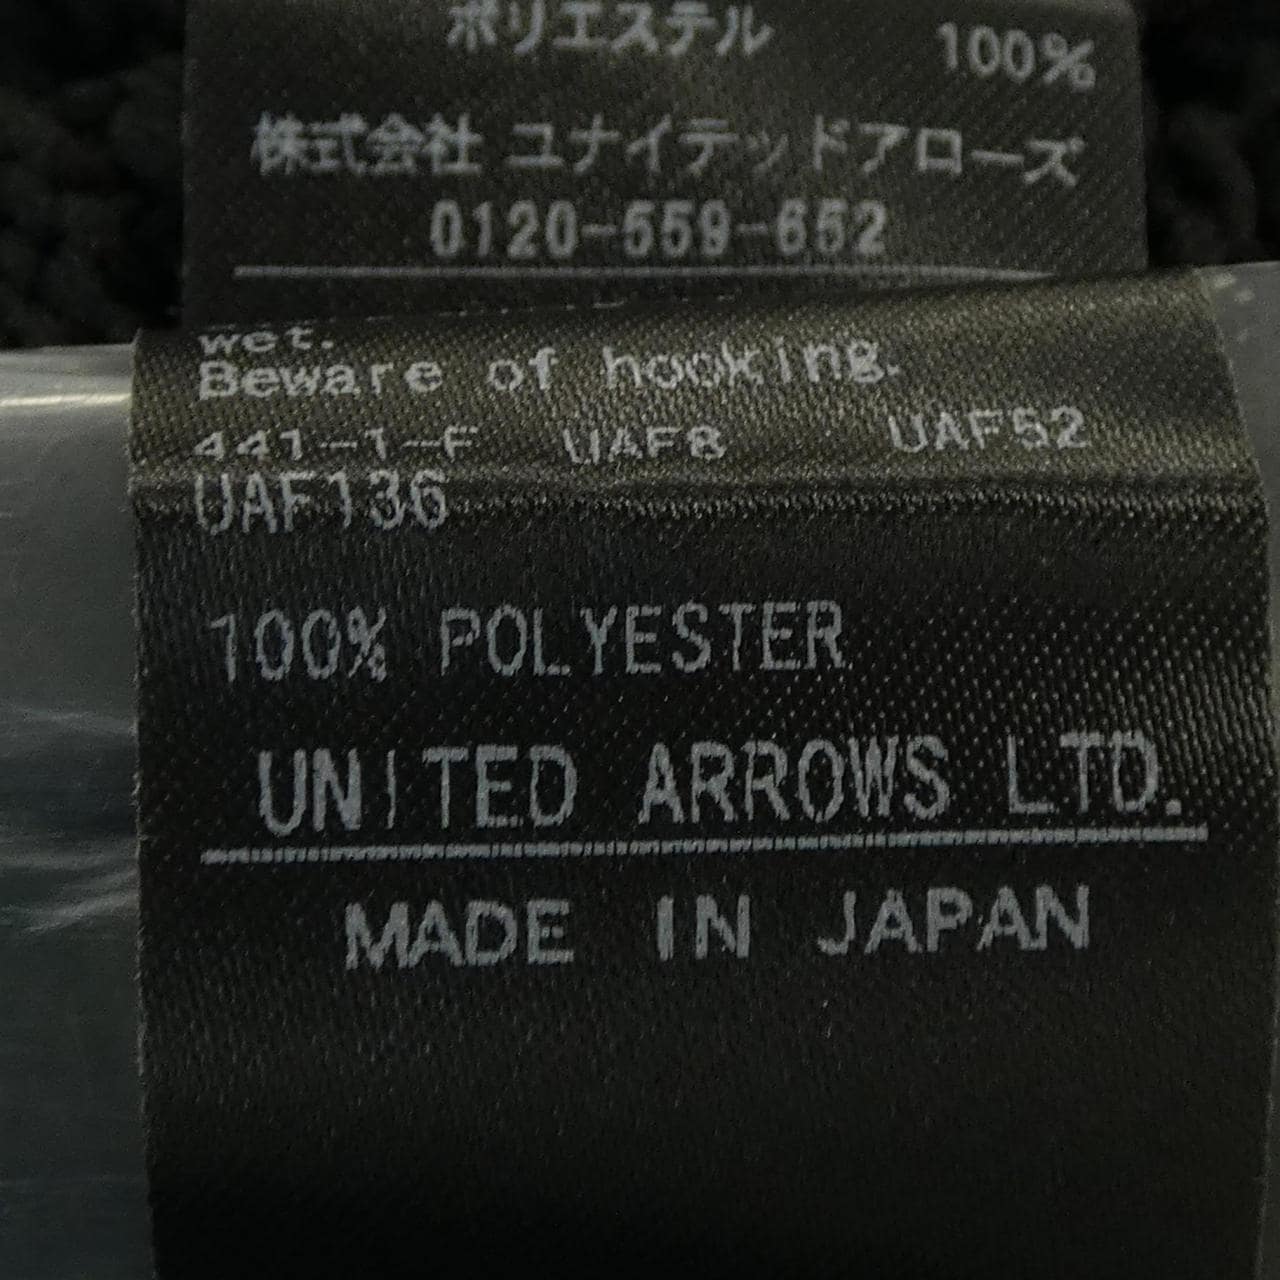 ポリエステル 100%
株式会社 ユナイテッドアローズ
0120-559-652
wet.
Beware of hooking.
441-1-F UAF8 UAF52
UAF136
100% POLYESTER
UNITED ARROWS LTD.
MADE IN JAPAN